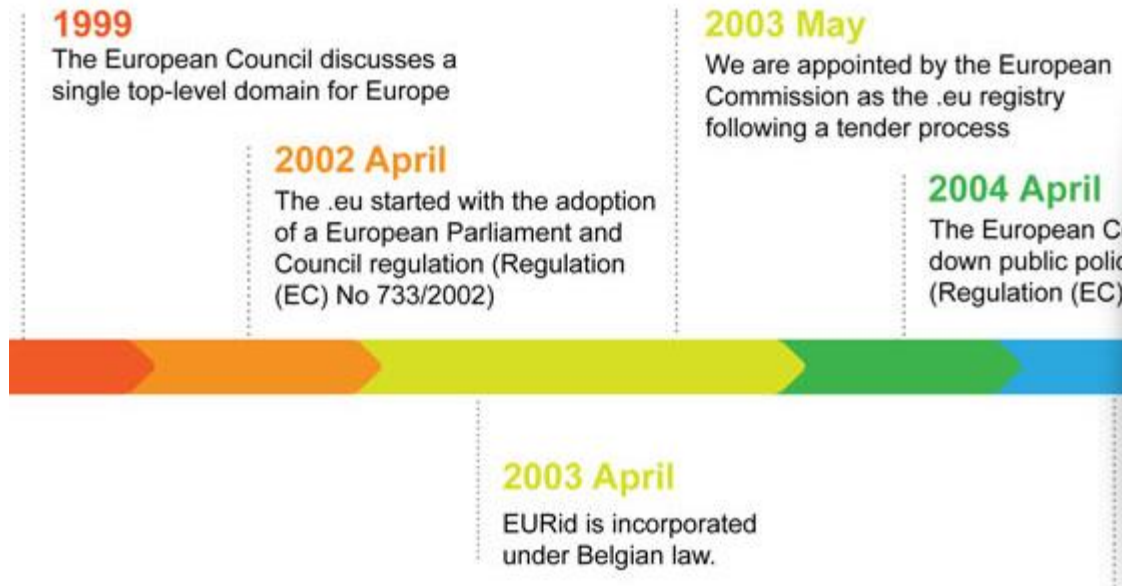 1999
The European Council discusses a
single top-level domain for Europe
2002 April
The .eu started with the adoption
of a European Parliament and
Council regulation (Regulation
(EC) No 733/2002)
2003 April
EURid is incorporated
under Belgian law.
2003 May
We are appointed by the European
Commission as the .eu registry
following a tender process
2004 April
The European
down public
(Regulation (EC)